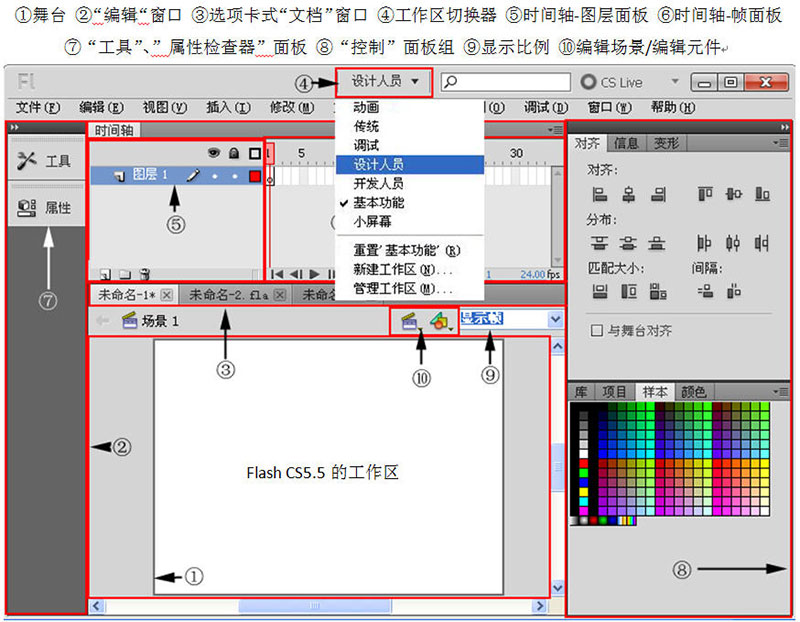 ①舞台 ②“编辑“窗口 ③选项卡式“文档”窗口 ④工作区切换器 ⑤时间轴-图层面板 ⑥时间轴-帧面板
⑦“工具”、”属性检查器”面板 ⑧“控制”面板组 ⑨显示比例 ⑩编辑场景/编辑元件
Fl ④ 设计人员 CS Live
文件(F) 编辑(E) 视图(V) 插入(I) 修改(M) (O) 调试(D) 窗口(W) 帮助(H)
动画
传统
调试
设计人员
开发人员
基本功能
小屏幕
重置'基本功能'(R)
新建工作区(N)...
管理工作区(M)...
工具
属性
⑦
时间轴
1 5 30
图层 1
⑤
1 24.00 fps
未命名-1* 未命名-2.fla 未命
场景 1 显示帧
③ ⑩ ⑨
②
Flash CS5.5 的工作区
①
对齐 信息 变形
对齐:
分布:
匹配大小: 间隔:
与舞台对齐
库 项目 样本 颜色
⑧